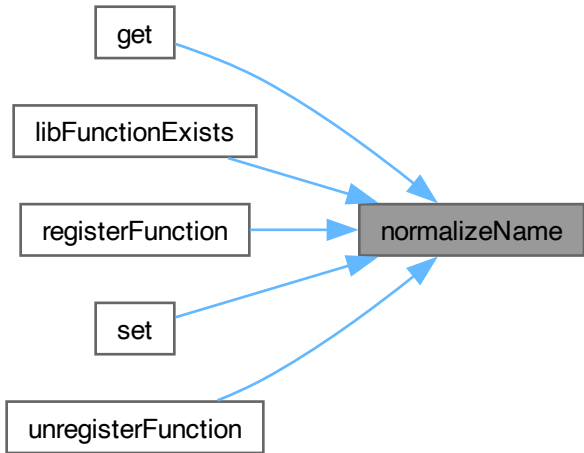 get
libFunctionExists
registerFunction
normalizeName
set
unregisterFunction